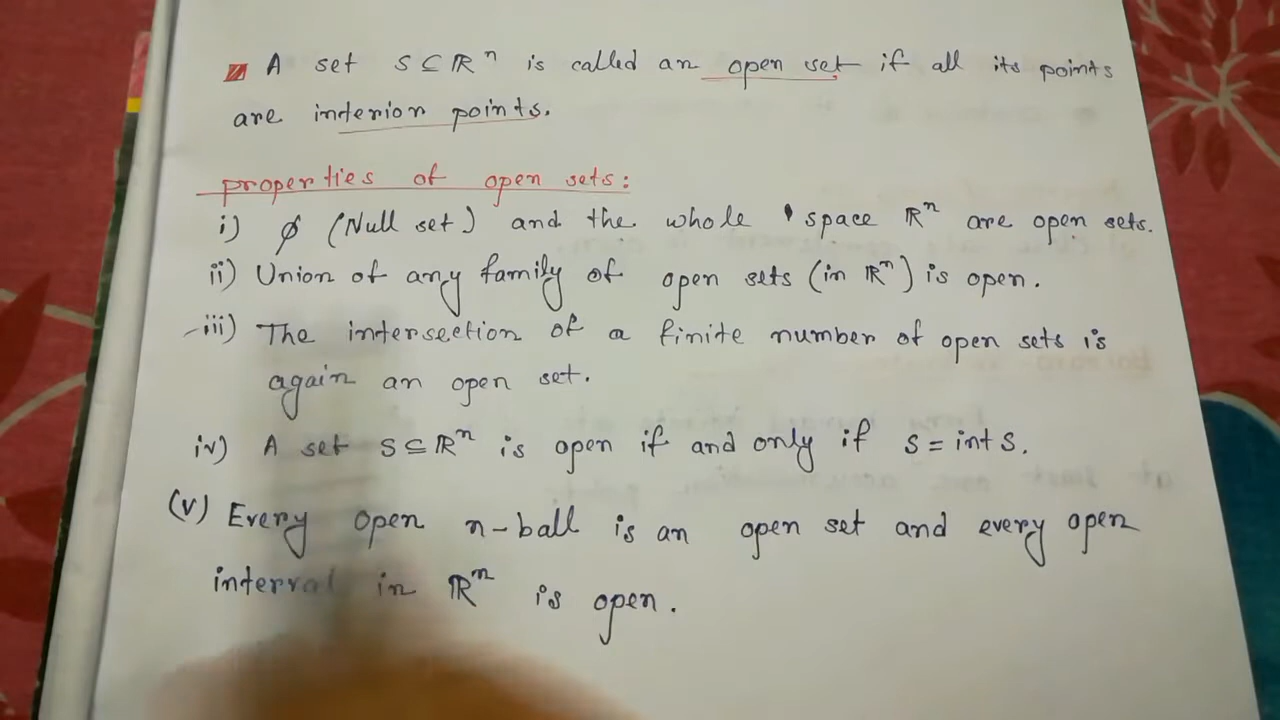 A set S ⊆ ℝⁿ is called an open set if all its points
are interior points.
properties of open sets:
i) φ (Null set) and the whole space ℝⁿ are open sets.
ii) Union of any family of open sets (in ℝⁿ) is open.
iii) The intersection of a finite number of open sets is
again an open set.
iv) A set S ⊆ ℝⁿ is open if and only if S = int S.
(v) Every open n-ball is an open set and every open
interval in ℝⁿ is open.